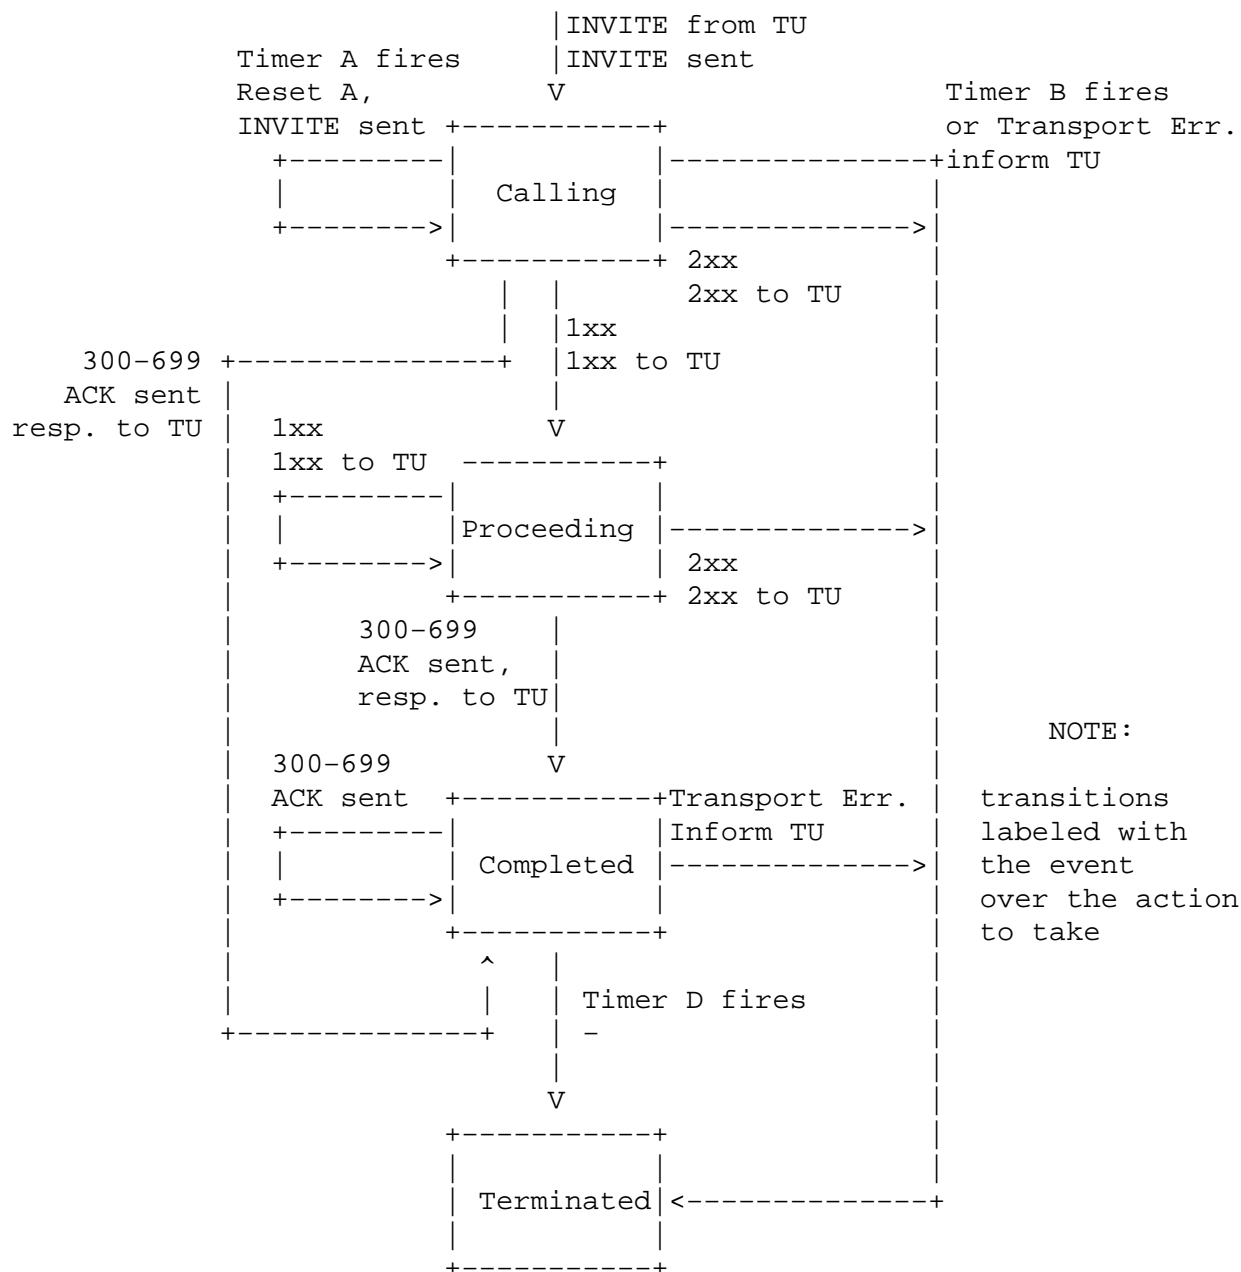 INVITE from TU
Timer A fires INVITE sent
Reset A, V Timer B fires
INVITE sent or Transport Err.
inform TU
Calling
2xx
2xx to TU
1xx
300-699 1xx to TU
ACK sent
resp. to TU 1xx V
1xx to TU
Proceeding
2xx
2xx to TU
300-699
ACK sent,
resp. to TU
NOTE:
300-699 V
ACK sent Transport Err. transitions
Inform TU labeled with
Completed the event
over the action
to take
^
Timer D fires
-
V
Terminated